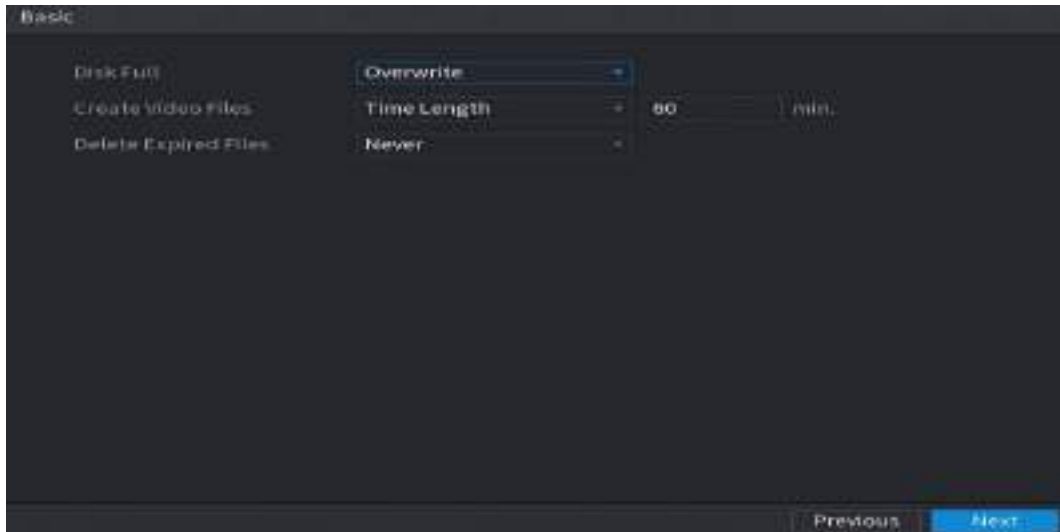 Basic
Disk Full Overwrite
Create Video Files Time Length 60 min.
Delete Expired Files Never
Previous Next